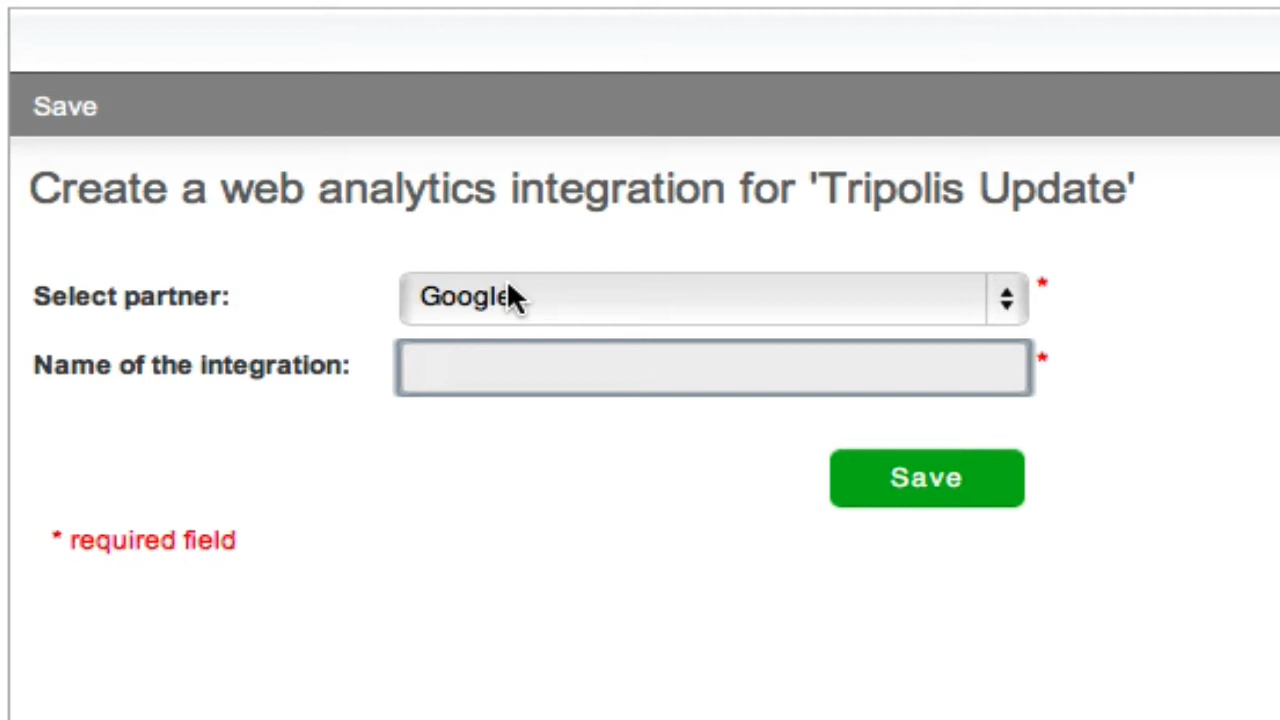 Save
Create a web analytics integration for 'Tripolis Update'
Select partner: Google *
Name of the integration: *
Save
* required field